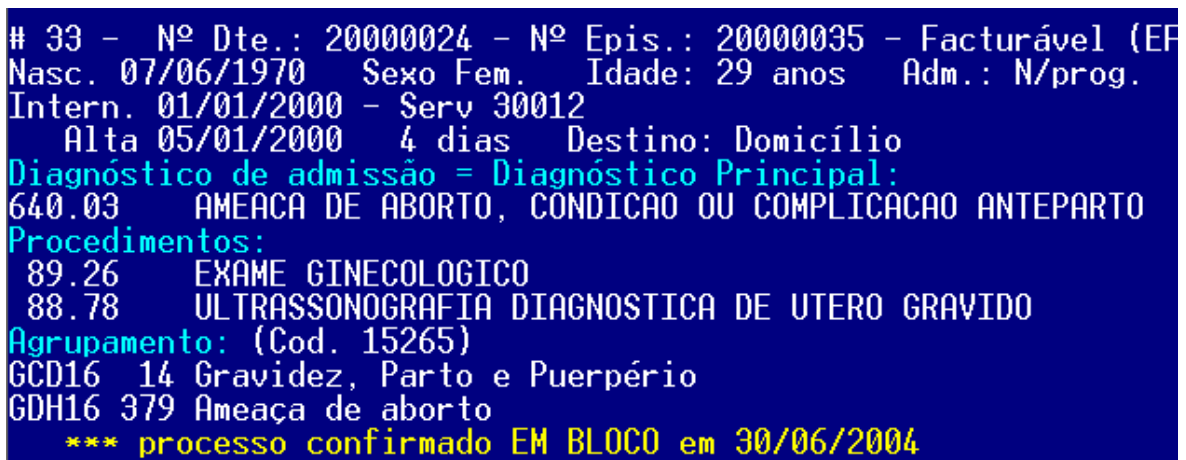 # 33 - Nº Dte.: 20000024 - Nº Epis.: 20000035 - Facturável (EF
Nasc. 07/06/1970 Sexo Fem. Idade: 29 anos Adm.: N/prog.
Intern. 01/01/2000 - Serv 30012
Alta 05/01/2000 4 dias Destino: Domicílio
Diagnóstico de admissão = Diagnóstico Principal:
640.03 AMEACA DE ABORTO, CONDICAO OU COMPLICACAO ANTEPARTO
Procedimentos:
89.26 EXAME GINECOLOGICO
88.78 ULTRASSONOGRAFIA DIAGNOSTICA DE UTERO GRAVIDO
Agrupamento: (Cod. 15265)
GCD16 14 Gravidez, Parto e Puerpério
GDH16 379 Ameaça de aborto
*** processo confirmado EM BLOCO em 30/06/2004